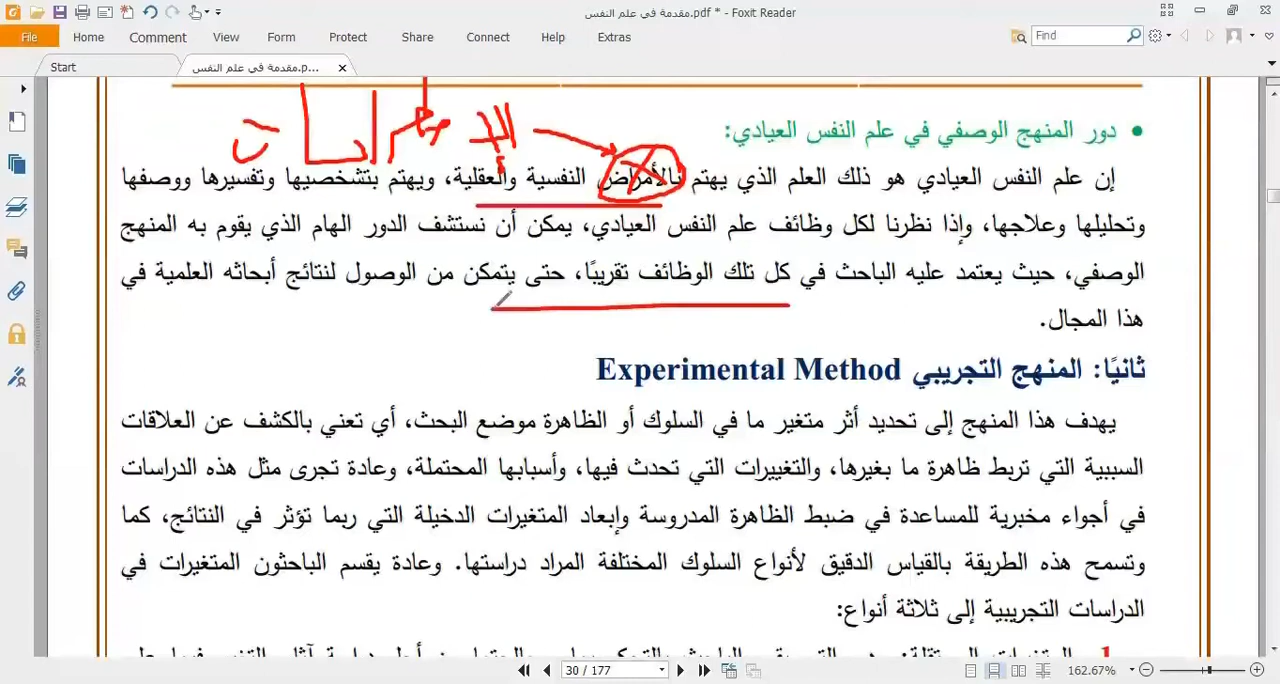 مقدمة في علم النفس.pdf * - Foxit Reader
File Home Comment View Form Protect Share Connect Help Extras Find
Start مقدمة في علم النفس.p...
دور المنهج الوصفي في علم النفس العيادي:
إن علم النفس العيادي هو ذلك العلم الذي يهتم بالأمراض النفسية والعقلية، ويهتم بتشخصيها وتفسيرها ووصفها
وتحليلها وعلاجها، وإذا نظرنا لكل وظائف علم النفس العيادي، يمكن أن نستشف الدور الهام الذي يقوم به المنهج
الوصفي، حيث يعتمد عليه الباحث في كل تلك الوظائف تقريبًا، حتى يتمكن من الوصول لنتائج أبحاثه العلمية في
هذا المجال.
ثانيًا: المنهج التجريبي Experimental Method
يهدف هذا المنهج إلى تحديد أثر متغير ما في السلوك أو الظاهرة موضع البحث، أي تعني بالكشف عن العلاقات
السببية التي تربط ظاهرة ما بغيرها، والتغييرات التي تحدث فيها، وأسبابها المحتملة، وعادة تجرى مثل هذه الدراسات
في أجواء مخبرية للمساعدة في ضبط الظاهرة المدروسة وإبعاد المتغيرات الدخيلة التي ربما تؤثر في النتائج، كما
وتسمح هذه الطريقة بالقياس الدقيق لأنواع السلوك المختلفة المراد دراستها. وعادة يقسم الباحثون المتغيرات في
الدراسات التجريبية إلى ثلاثة أنواع:
30 / 177 162.67%